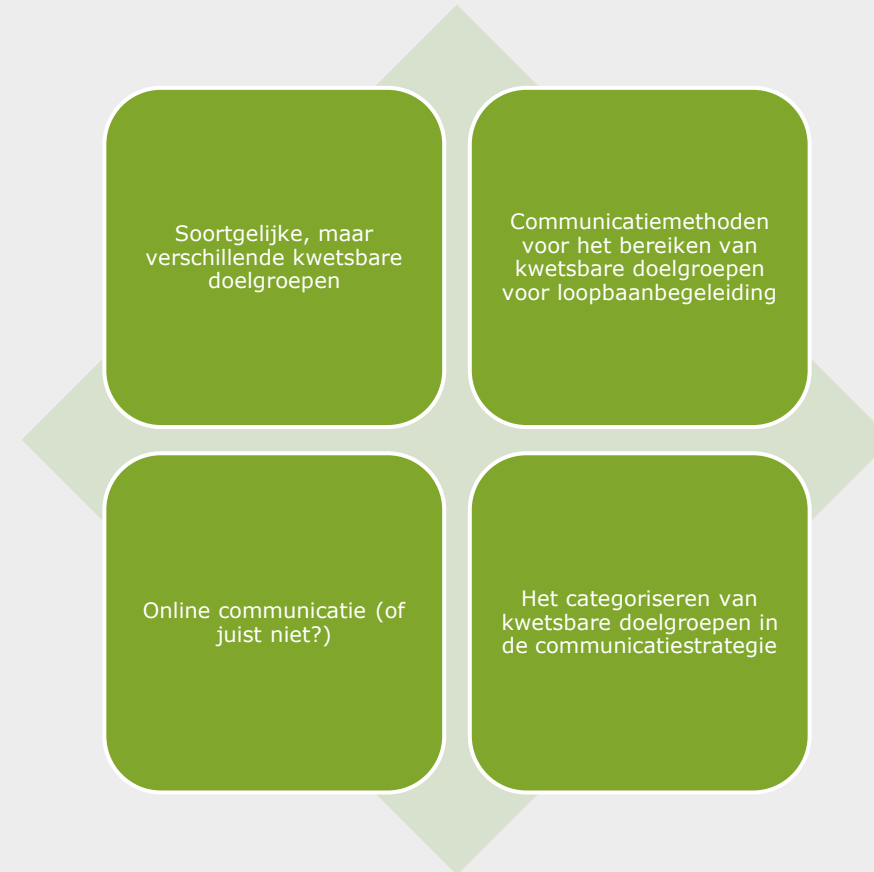 Soortgelijke, maar
verschillende kwetsbare
doelgroepen
Communicatiemethoden
voor het bereiken van
kwetsbare doelgroepen
voor loopbaanbegeleiding
Online communicatie (of
juist niet?)
Het categoriseren van
kwetsbare doelgroepen in
de communicatiestrategie